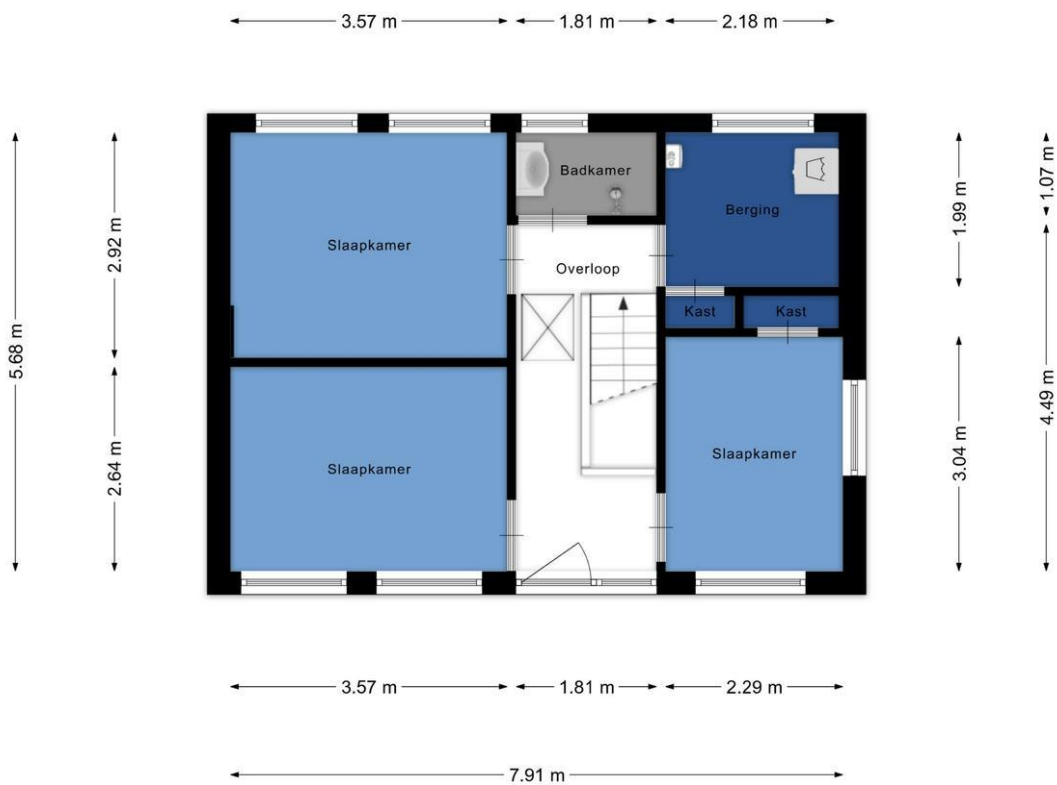 3.57 m
1.81 m
2.18 m
5.68 m
2.92 m
2.64 m
Slaapkamer
Badkamer
Berging
Overloop
Kast
Kast
Slaapkamer
Slaapkamer
1.99 m
3.04 m
1.07 m
4.49 m
3.57 m
1.81 m
2.29 m
7.91 m